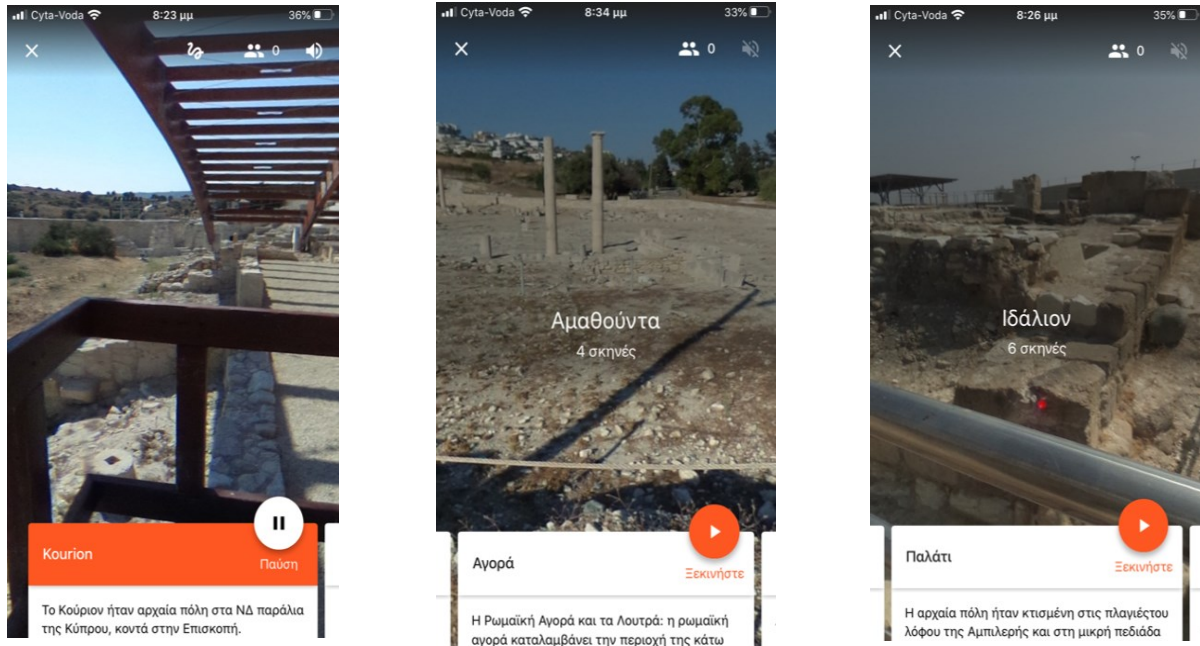 Cyta-Voda 8:23 μμ 36%
0
Kourion
Παύση
Το Κούριον ήταν αρχαία πόλη στα ΝΔ παράλια
της Κύπρου, κοντά στην Επισκοπή.
Cyta-Voda 8:34 μμ 33%
0
Αμαθούντα
4 σκηνές
Αγορά
Ξεκινήστε
Η Ρωμαϊκή Αγορά και τα Λουτρά: η ρωμαϊκή
αγορά καταλαμβάνει την περιοχή της κάτω
Cyta-Voda 8:26 μμ 35%
0
Ιδάλιον
6 σκηνές
Παλάτι
Ξεκινήστε
Η αρχαία πόλη ήταν κτισμένη στις πλαγιέςτου
λόφου της Αμπιλερής και στη μικρή πεδιάδα